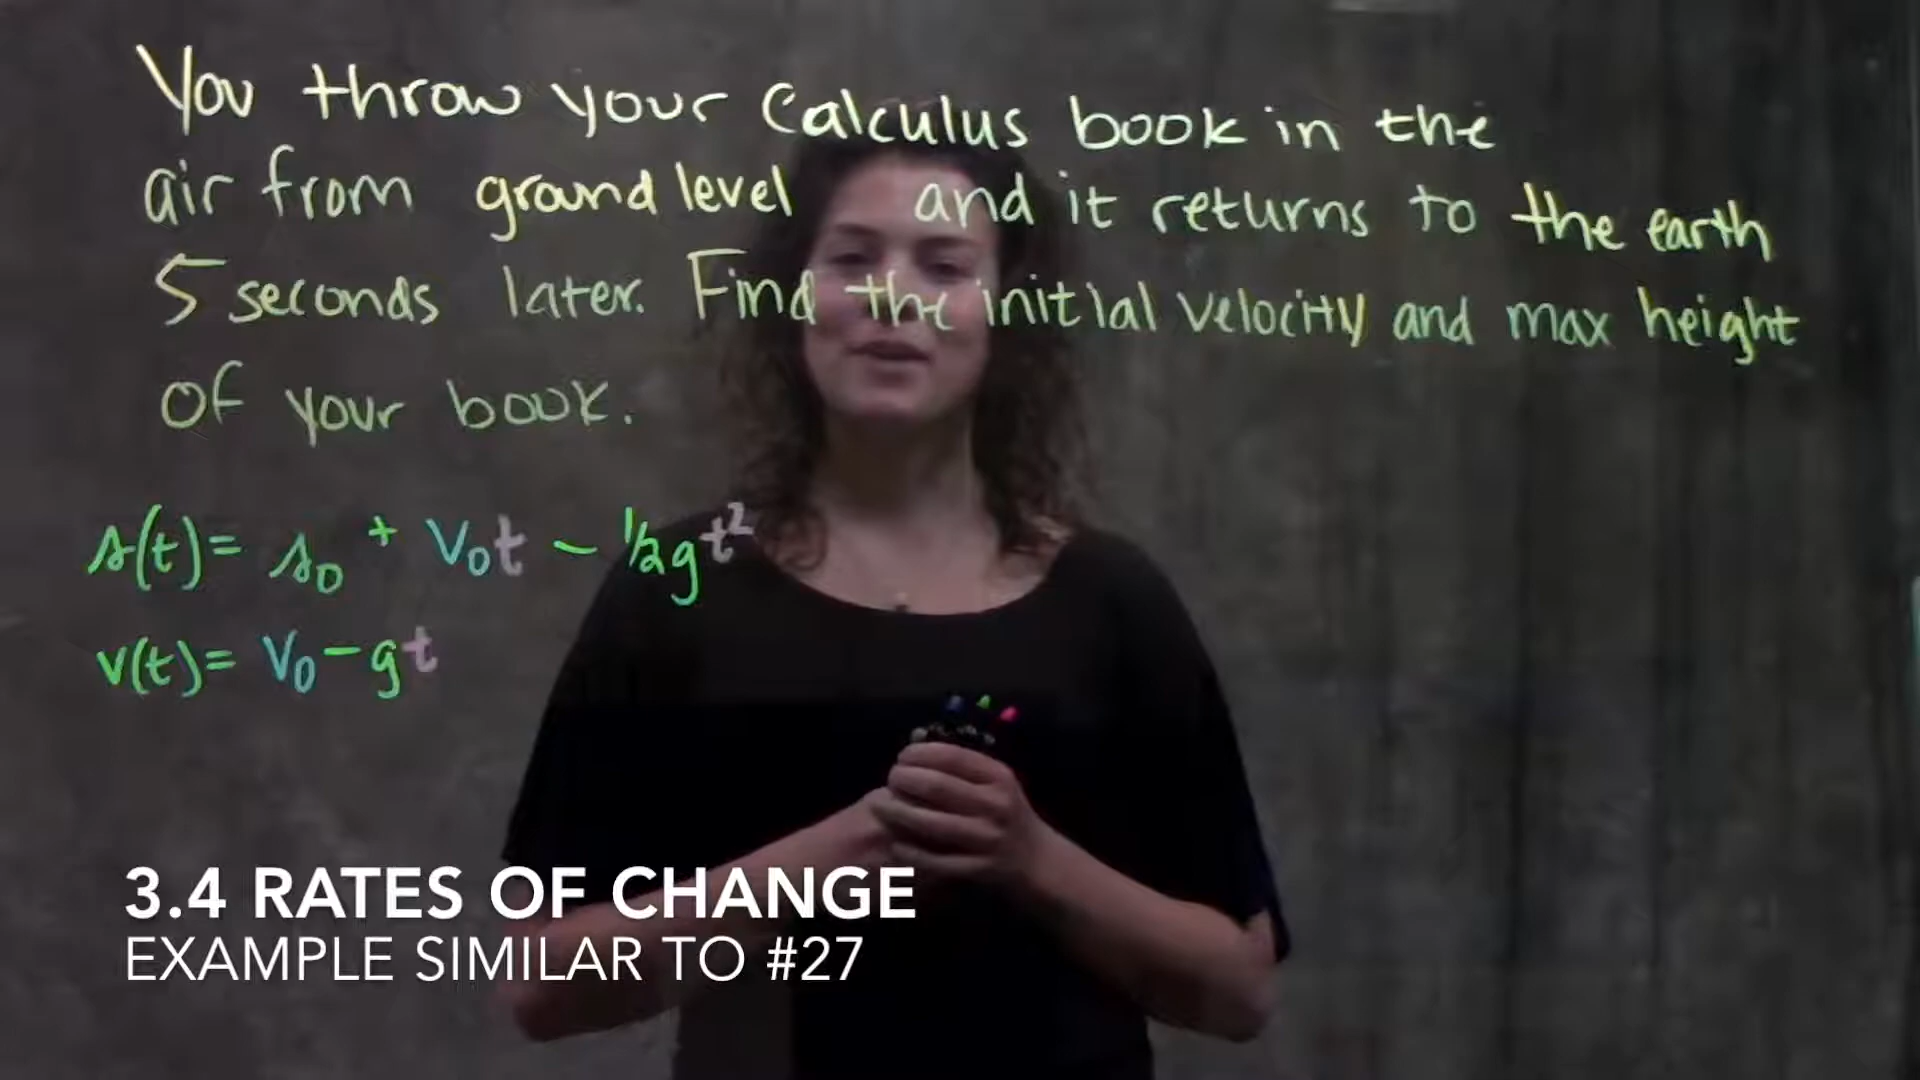 You throw your Calculus book in the
air from ground level and it returns to the earth
5 seconds later. Find the initial velocity and max height
of your book.
s(t)= s₀ + V₀t - ½gt²
v(t)= V₀-gt
3.4 RATES OF CHANGE
EXAMPLE SIMILAR TO #27